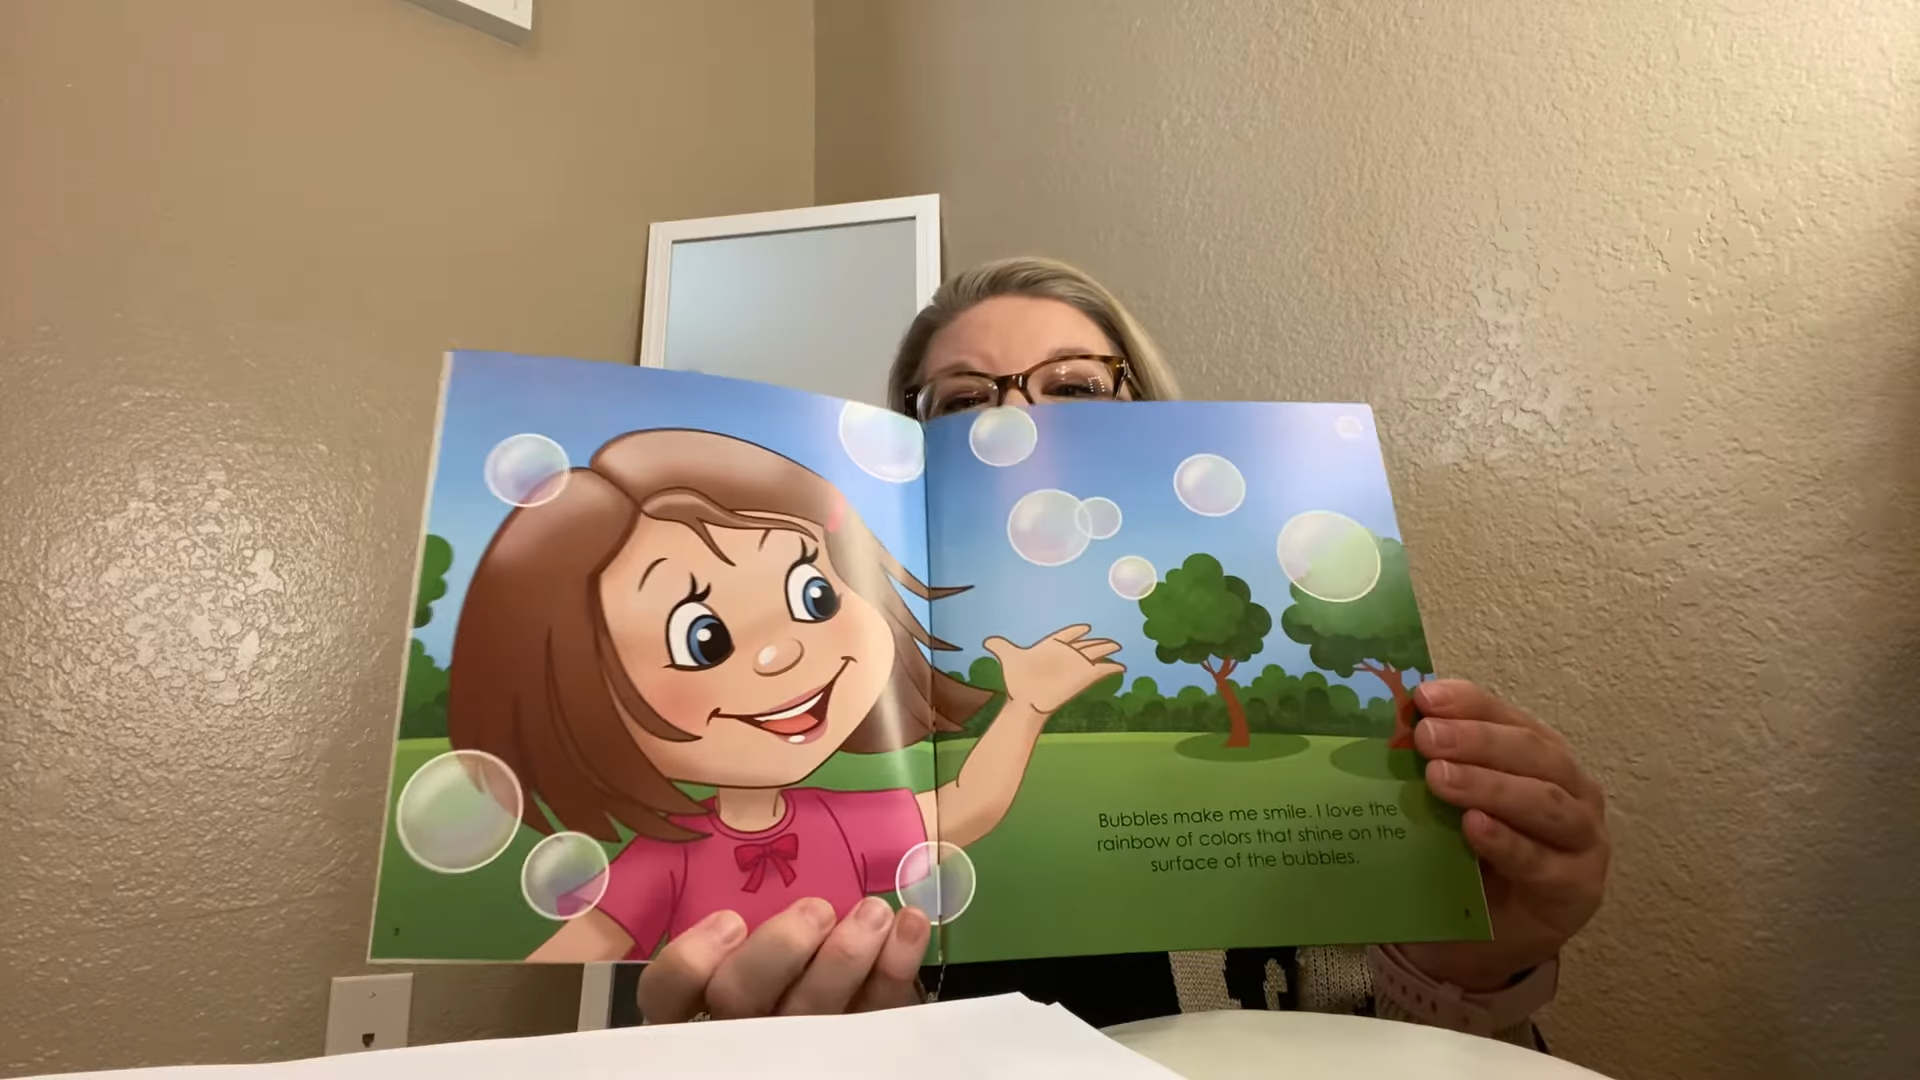 Bubbles make me smile. I love the
rainbow of colors that shine on the
surface of the bubbles.